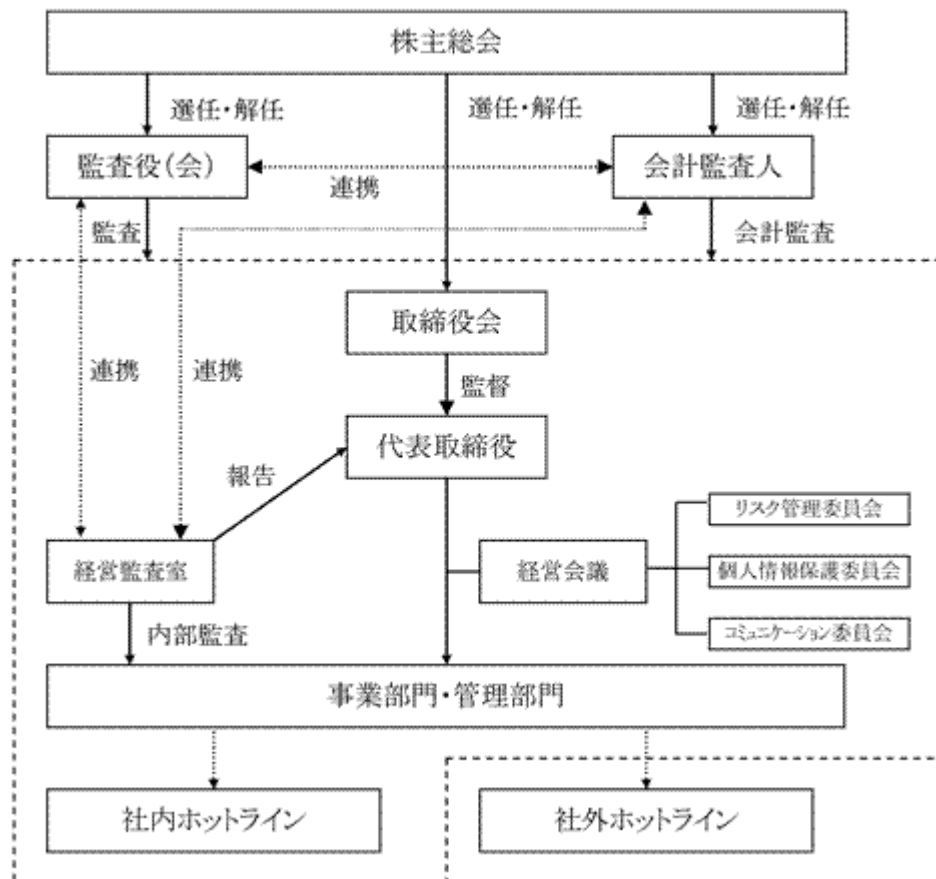 株主総会
選任・解任
選任・解任
選任・解任
監査役(会)
会計監査人
連携
監査
会計監査
取締役会
連携
連携
監督
代表取締役
報告
リスク管理委員会
経営監査室
経営会議
個人情報保護委員会
コミュニケーション委員会
内部監査
事業部門・管理部門
社内ホットライン
社外ホットライン